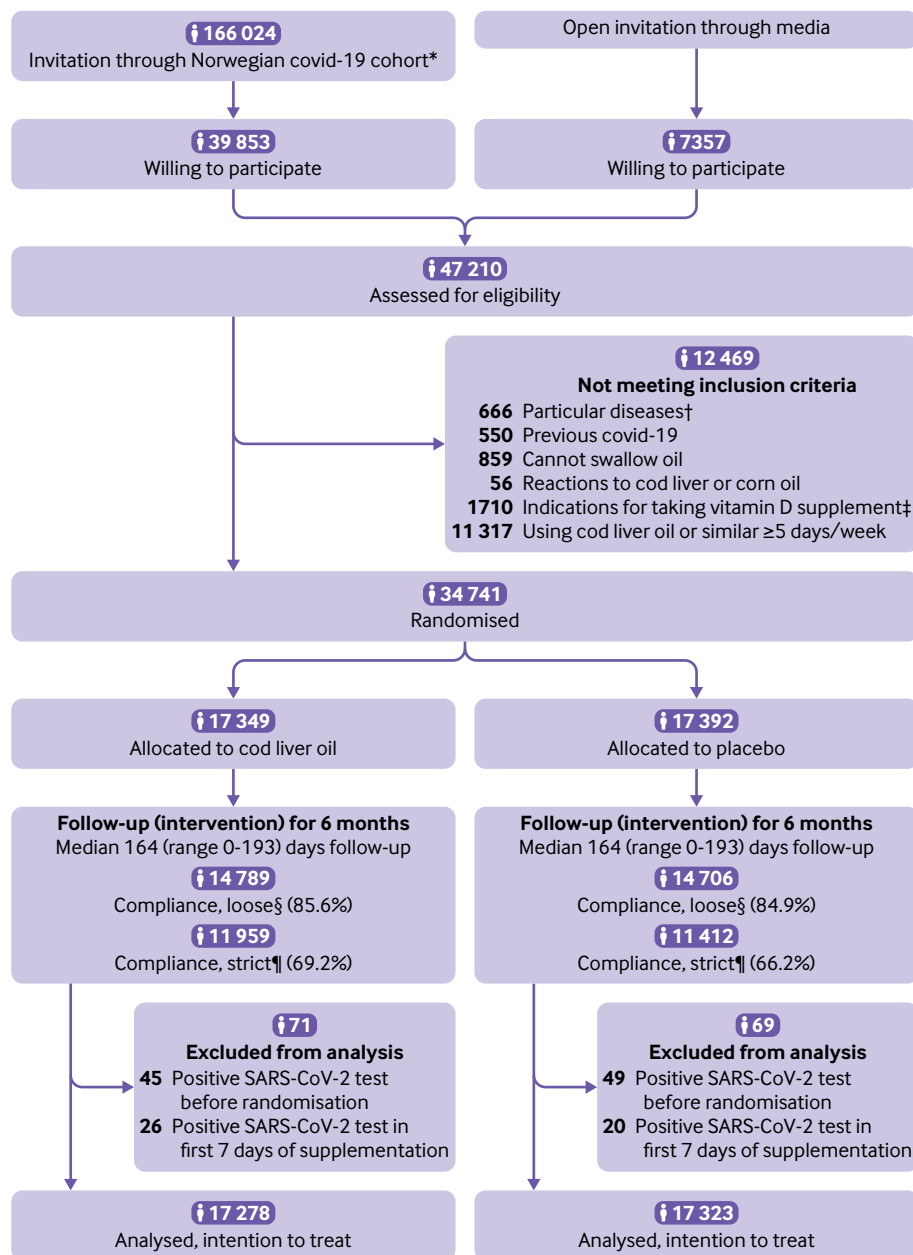 166 024
Invitation through Norwegian covid-19 cohort*
Open invitation through media
39 853
Willing to participate
7357
Willing to participate
47 210
Assessed for eligibility
12 469
Not meeting inclusion criteria
666 Particular diseases†
550 Previous covid-19
859 Cannot swallow oil
56 Reactions to cod liver or corn oil
1710 Indications for taking vitamin D supplement‡
11 317 Using cod liver oil or similar ≥5 days/week
34 741
Randomised
17 349
Allocated to cod liver oil
17 392
Allocated to placebo
Follow-up (intervention) for 6 months
Median 164 (range 0-193) days follow-up
14 789
Compliance, loose§ (85.6%)
11 959
Compliance, strict¶ (69.2%)
Follow-up (intervention) for 6 months
Median 164 (range 0-193) days follow-up
14 706
Compliance, loose§ (84.9%)
11 412
Compliance, strict¶ (66.2%)
71
Excluded from analysis
45 Positive SARS-CoV-2 test
before randomisation
26 Positive SARS-CoV-2 test in
first 7 days of supplementation
69
Excluded from analysis
49 Positive SARS-CoV-2 test
before randomisation
20 Positive SARS-CoV-2 test in
first 7 days of supplementation
17 278
Analysed, intention to treat
17 323
Analysed, intention to treat